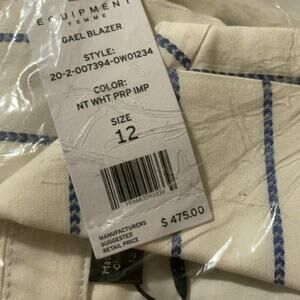 EQUIPMENT
FEMME
GAEL BLAZER
STYLE:
20-2-007394-OW01234
COLOR:
NT WHT PRP IMP
SIZE
12
MANUFACTURERS
SUGGESTED
RETAIL PRICE
$ 475.00